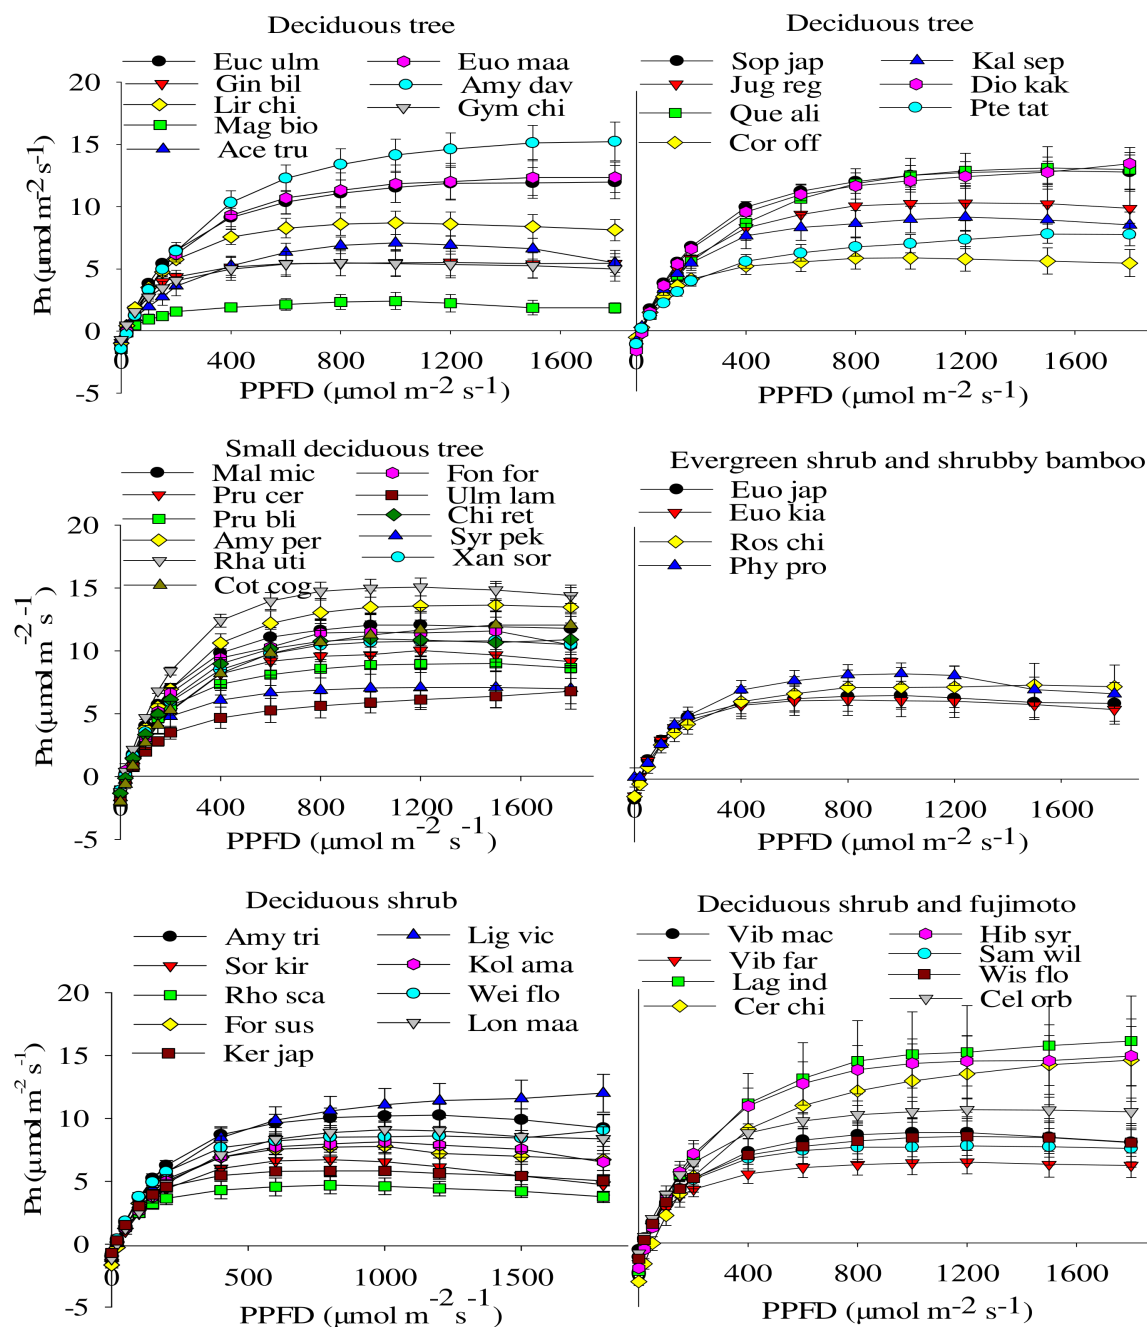 Deciduous tree
Euc ulm
Gin bil
Lir chi
Mag bio
Ace tru
Euo maa
Amy dav
Gym chi
20
15
10
5
0
-5
Pn (µmol m-2 s-1)
0 400 800 1200 1600
PPFD (µmol m-2 s-1)
Deciduous tree
Sop jap
Jug reg
Que ali
Cor off
Kal sep
Dio kak
Pte tat
0 400 800 1200 1600
PPFD (µmol m-2 s-1)
Small deciduous tree
Mal mic
Pru cer
Pru bli
Amy per
Rha uti
Cot cog
Fon for
Ulm lam
Chi ret
Syr pek
Xan sor
20
15
10
5
0
-5
Pn (µmol m-2 s-1)
0 400 800 1200 1600
PPFD (µmol m-2 s-1)
Evergreen shrub and shrubby bamboo
Euo jap
Euo kia
Ros chi
Phy pro
0 400 800 1200 1600
PPFD (µmol m-2 s-1)
Deciduous shrub
Amy tri
Sor kir
Rho sca
For sus
Ker jap
Lig vic
Kol ama
Wei flo
Lon maa
20
15
10
5
0
-5
Pn (µmol m-2 s-1)
0 500 1000 1500
PPFD (µmol m-2 s-1)
Deciduous shrub and fujimoto
Vib mac
Vib far
Lag ind
Cer chi
Hib syr
Sam wil
Wis flo
Cel orb
0 400 800 1200 1600
PPFD (µmol m-2 s-1)